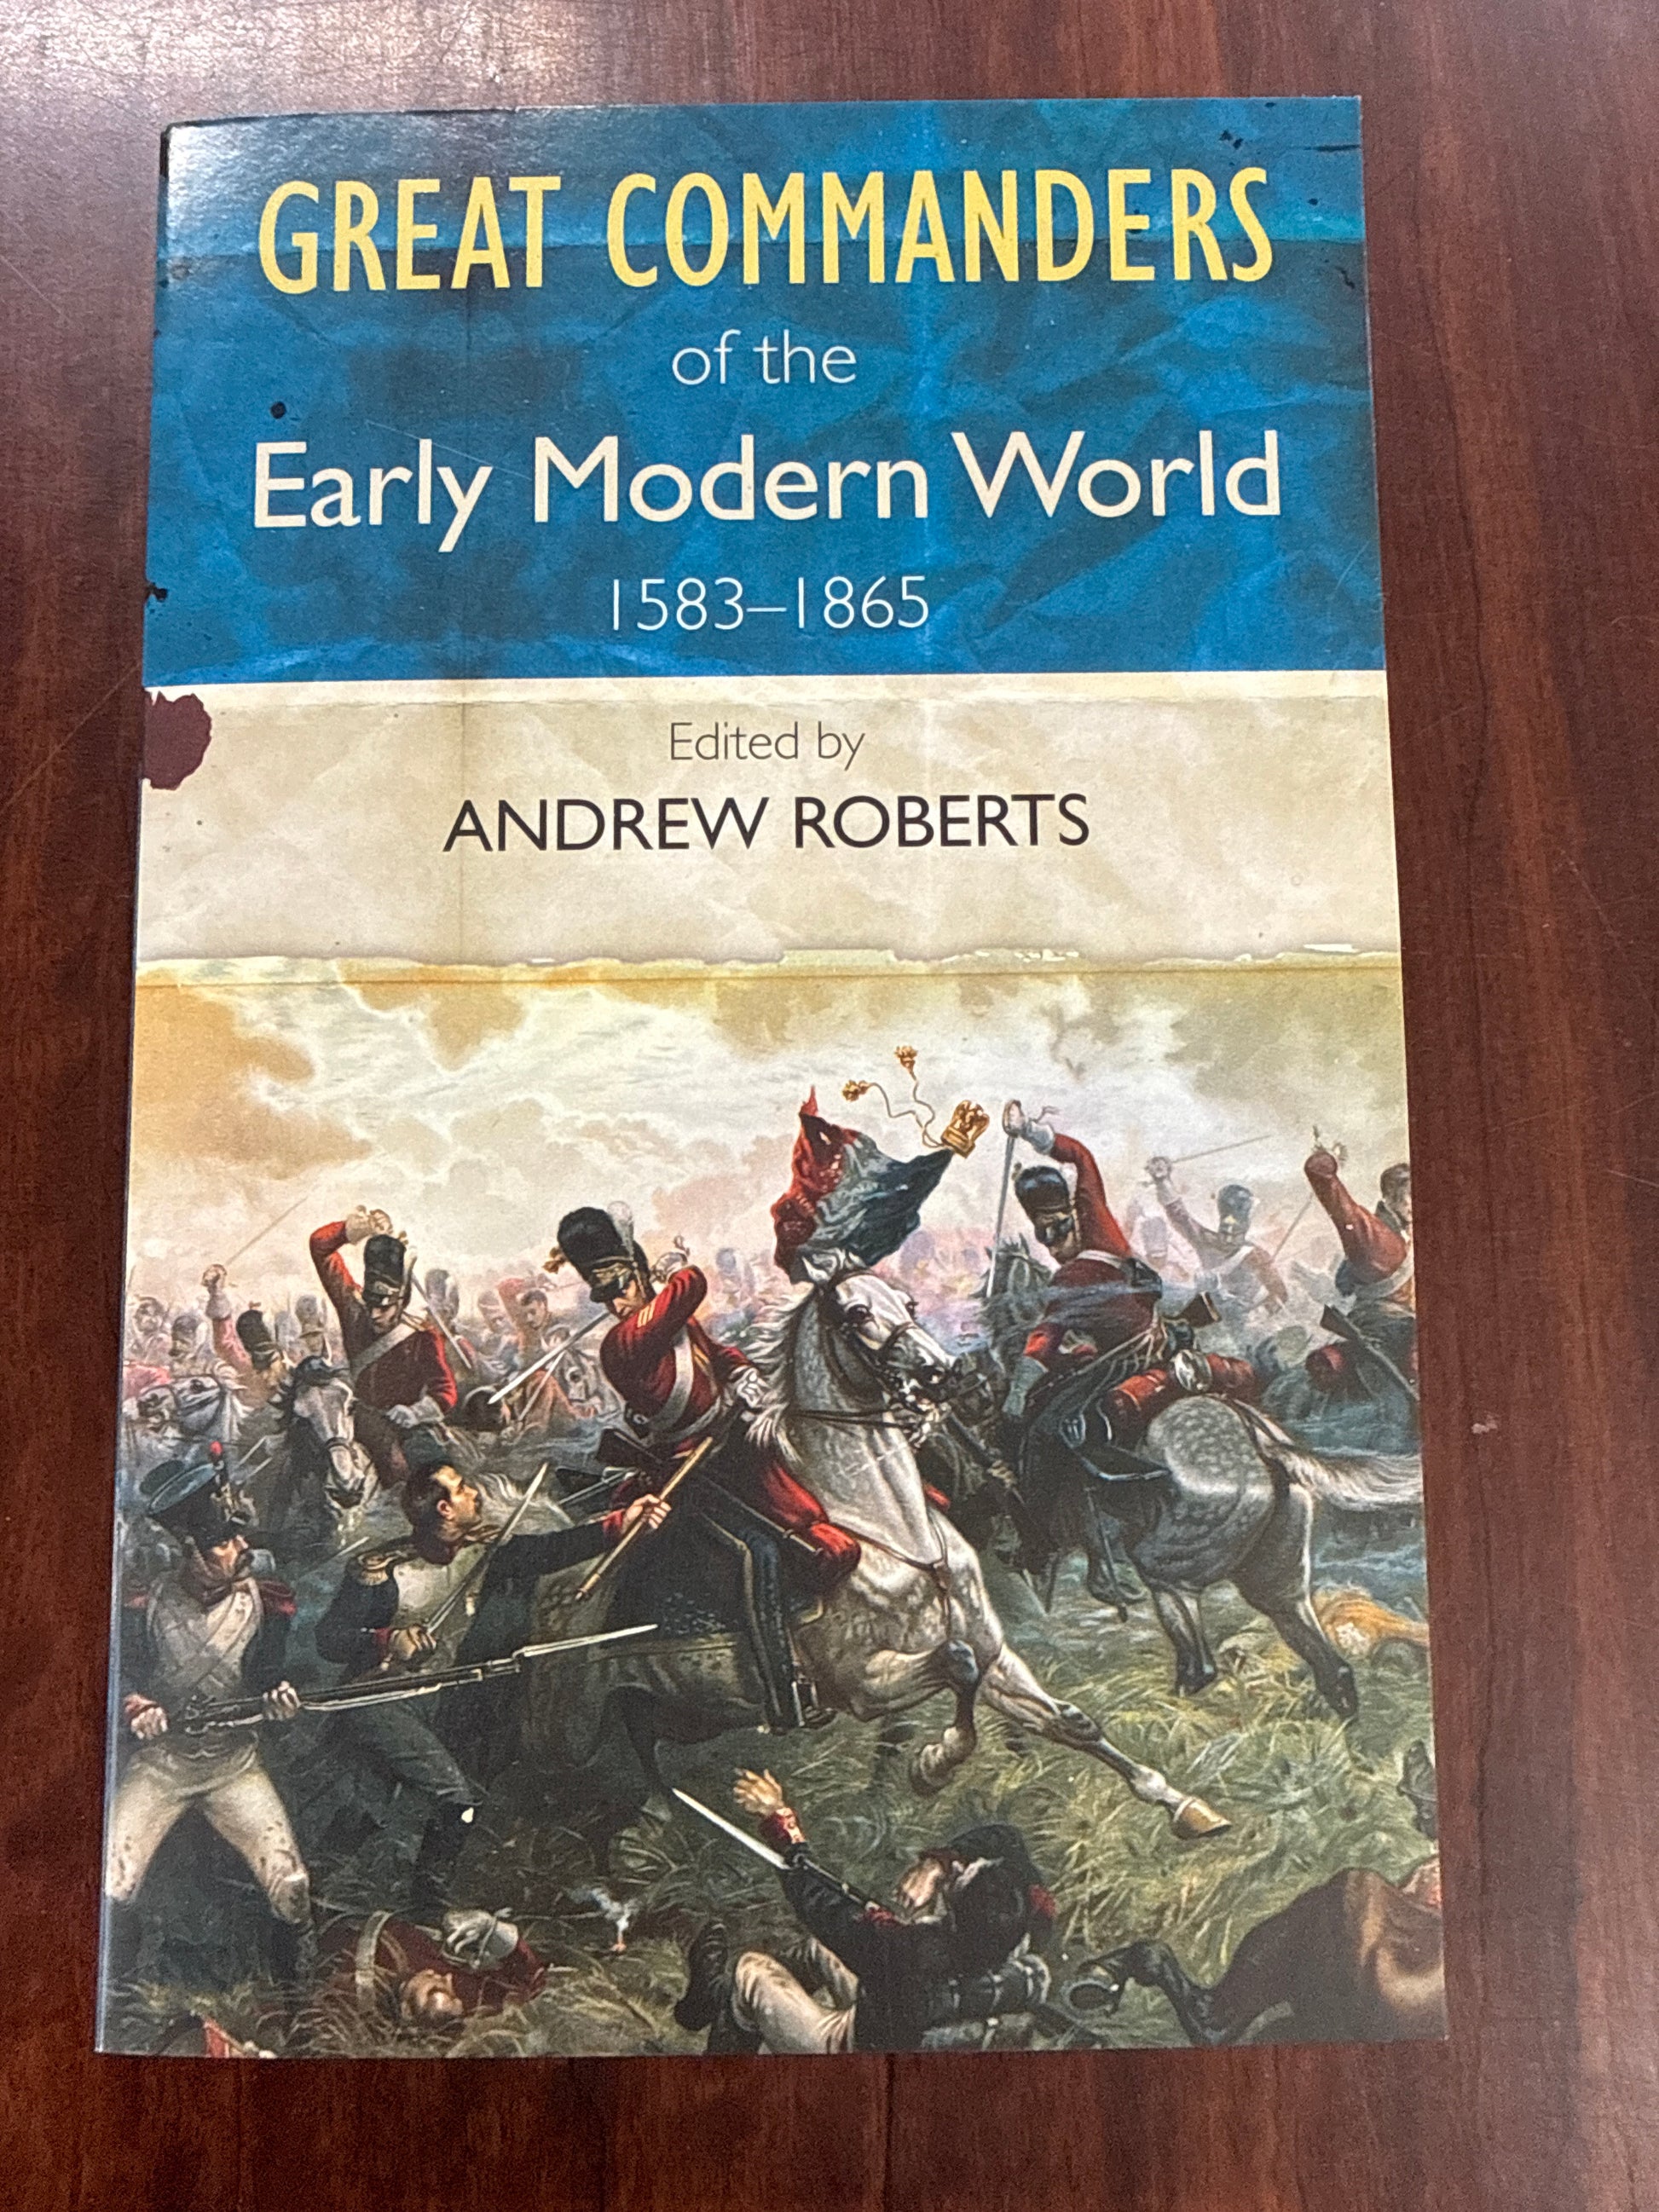 GREAT COMMANDERS
of the
Early Modern World
1583–1865
Edited by
ANDREW ROBERTS